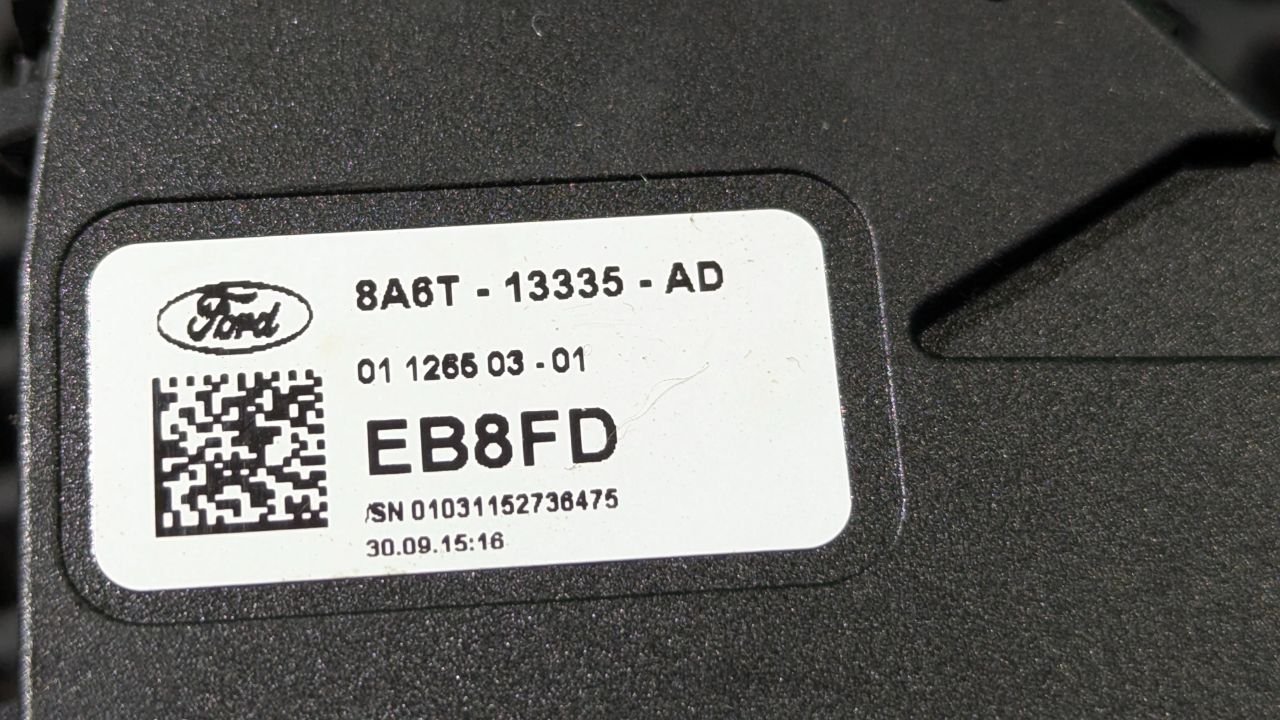 Ford
8A6T - 13335 - AD
01 1265 03 - 01
EB8FD
/SN 01031152736475
30.09.15:16